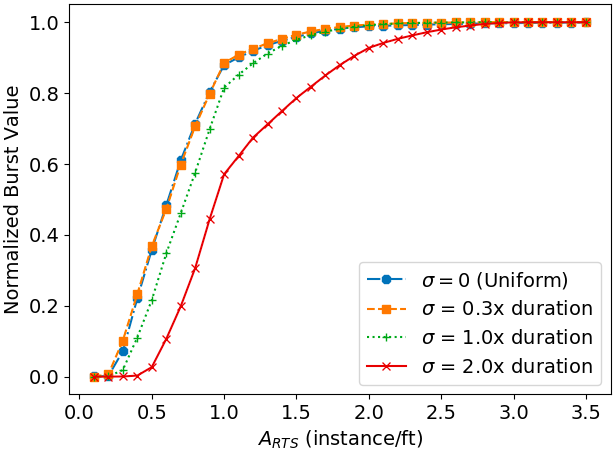 Normalized Burst Value
1.0
0.8
0.6
0.4
0.2
0.0
σ = 0 (Uniform)
σ = 0.3x duration
σ = 1.0x duration
σ = 2.0x duration
0.0 0.5 1.0 1.5 2.0 2.5 3.0 3.5
A_RTS (instance/ft)